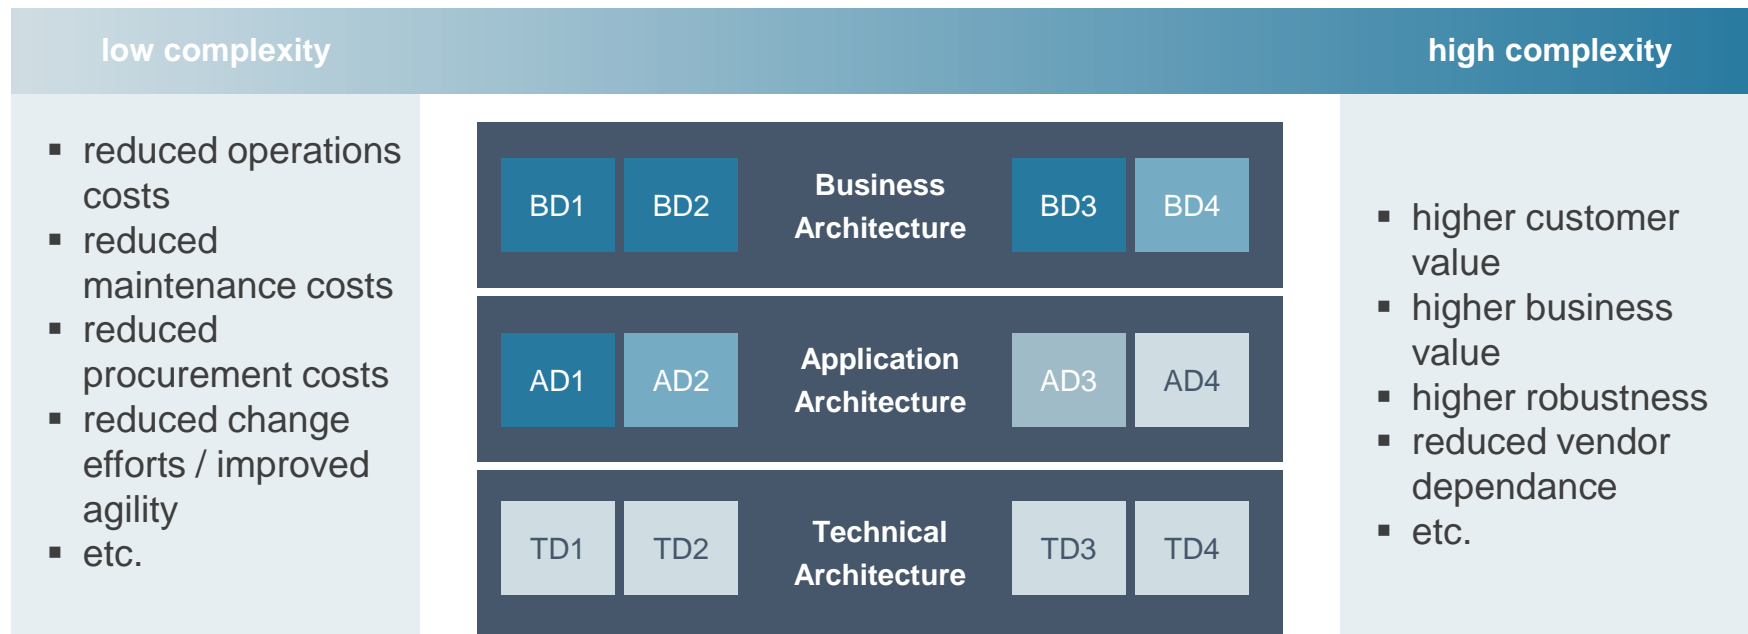 low complexity
high complexity
▪ reduced operations
costs
▪ reduced
maintenance costs
▪ reduced
procurement costs
▪ reduced change
efforts / improved
agility
▪ etc.
BD1 BD2 Business
Architecture BD3 BD4
AD1 AD2 Application
Architecture AD3 AD4
TD1 TD2 Technical
Architecture TD3 TD4
▪ higher customer
value
▪ higher business
value
▪ higher robustness
▪ reduced vendor
dependance
▪ etc.